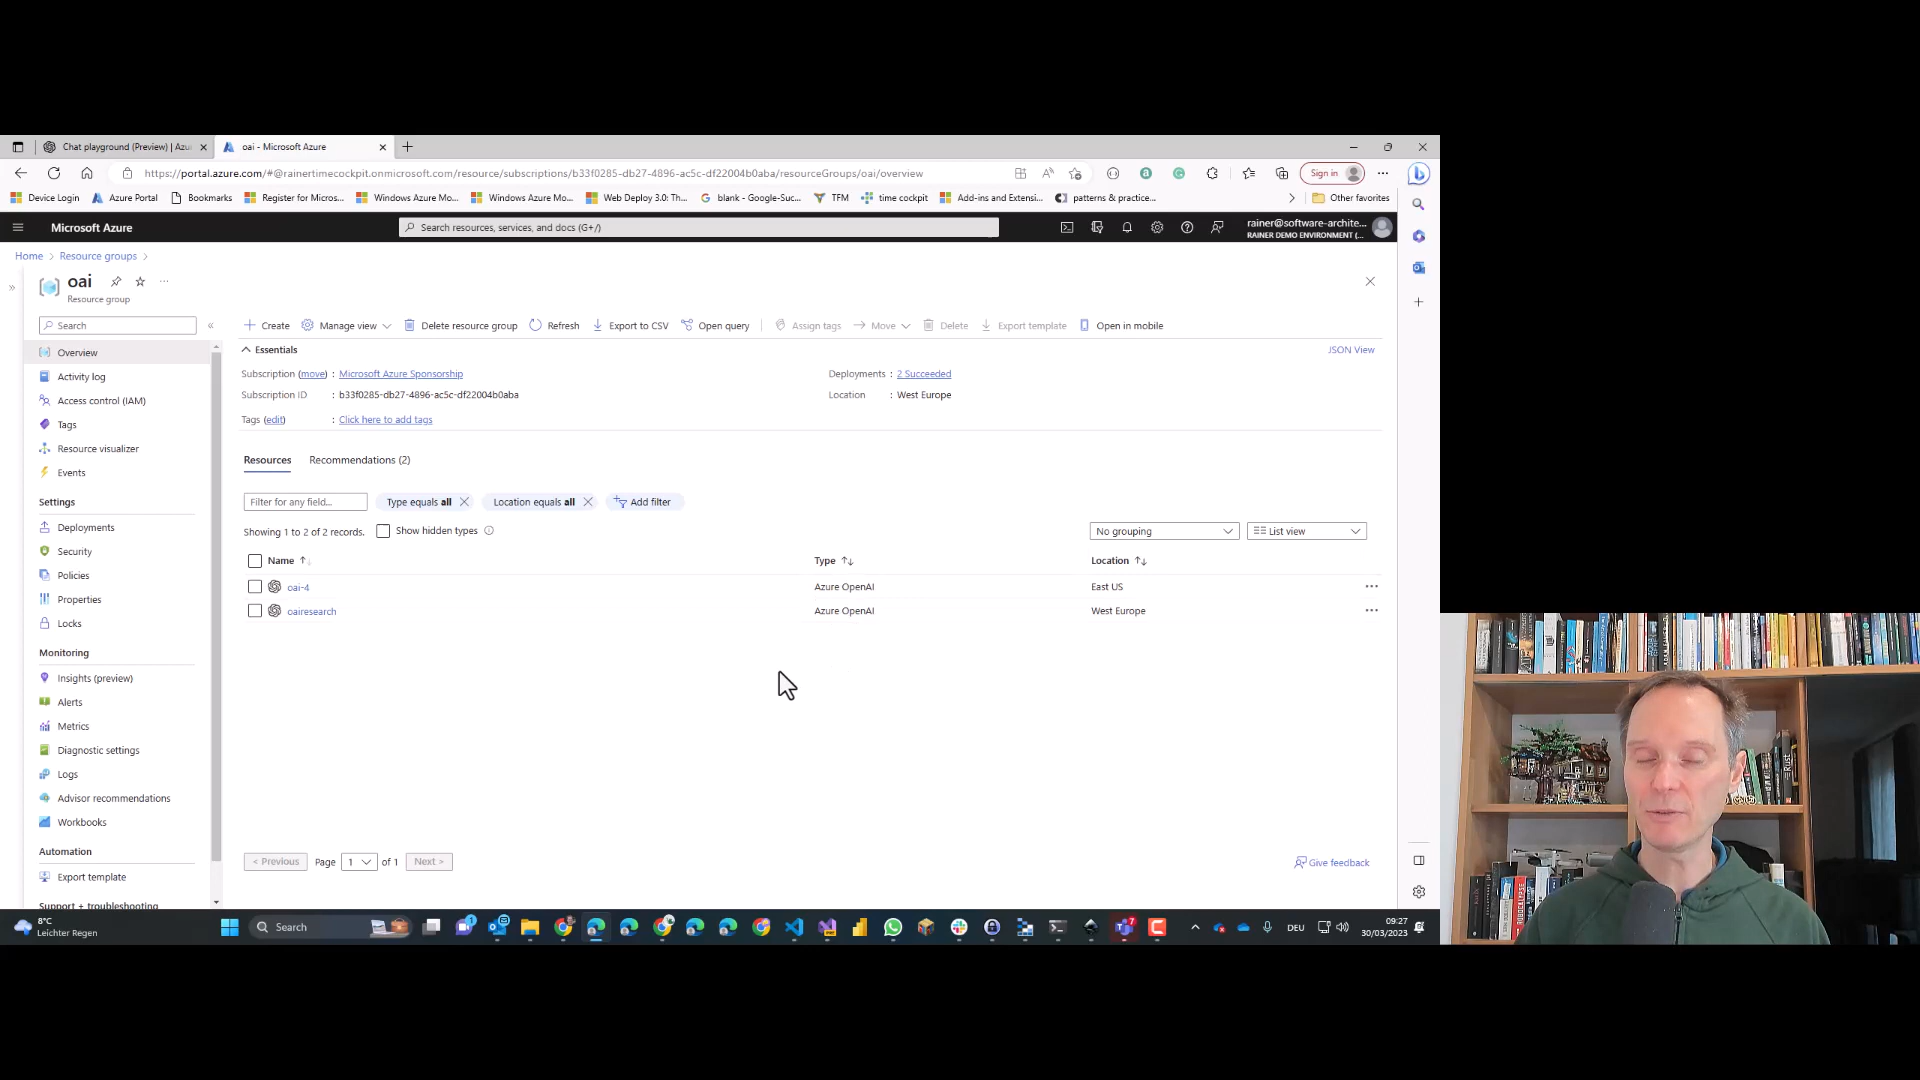 Chat playground (Preview) | Azu
oai - Microsoft Azure
https://portal.azure.com/#@rainertimecockpit.onmicrosoft.com/resource/subscriptions/b33f0285-db27-4896-ac5c-df22004b0aba/resourceGroups/oai/overview
Sign in
Device Login
Azure Portal
Bookmarks
Register for Micros...
Windows Azure Mo...
Windows Azure Mo...
Web Deploy 3.0: Th...
blank - Google-Suc...
TFM
time cockpit
Add-ins and Extensi...
patterns & practice...
Other favorites
Microsoft Azure
Search resources, services, and docs (G+/)
rainer@software-archite...
RAINER DEMO ENVIRONMENT (...
Home > Resource groups >
oai
Resource group
Search
Create
Manage view
Delete resource group
Refresh
Export to CSV
Open query
Assign tags
Move
Delete
Export template
Open in mobile
Overview
Activity log
Access control (IAM)
Tags
Resource visualizer
Events
Settings
Deployments
Security
Policies
Properties
Locks
Monitoring
Insights (preview)
Alerts
Metrics
Diagnostic settings
Logs
Advisor recommendations
Workbooks
Automation
Export template
Support + troubleshooting
Essentials
JSON View
Subscription (move) : Microsoft Azure Sponsorship
Deployments : 2 Succeeded
Subscription ID : b33f0285-db27-4896-ac5c-df22004b0aba
Location : West Europe
Tags (edit) : Click here to add tags
Resources
Recommendations (2)
Filter for any field...
Type equals all
Location equals all
Add filter
Showing 1 to 2 of 2 records.
Show hidden types
No grouping
List view
Name
Type
Location
oai-4
Azure OpenAI
East US
oairesearch
Azure OpenAI
West Europe
< Previous
Page
1
of 1
Next >
Give feedback
8°C
Leichter Regen
Search
DEU
09:27
30/03/2023
Rust